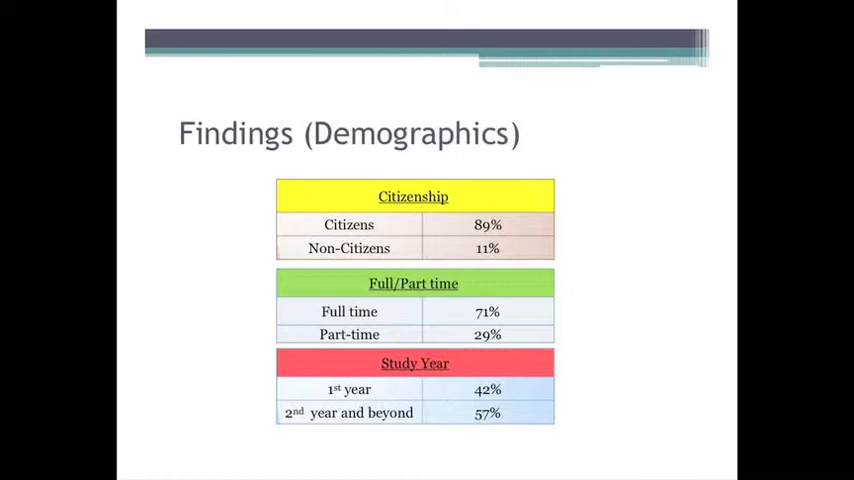 Findings (Demographics)
Citizenship
Citizens 89%
Non-Citizens 11%
Full/Part time
Full time 71%
Part-time 29%
Study Year
1st year 42%
2nd year and beyond 57%